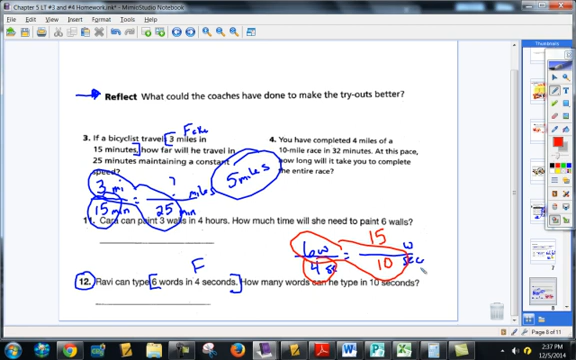 Chapter 5 LT #3 and #4 Homework.ink* - MimioStudio Notebook
File Edit View Insert Format Tools Help
Reflect What could the coaches have done to make the try-outs better?
Thumbnails
Fake
3. If a bicyclist travels 3 miles in
15 minutes, how far will he travel in
25 minutes maintaining a constant
speed?
4. You have completed 4 miles of a
10-mile race in 32 minutes. At this pace,
how long will it take you to complete
the entire race?
3 mi = ? miles
15 min 25 min
5 miles
11. Cara can paint 3 walls in 4 hours. How much time will she need to paint 6 walls?
6w = 15 w
4 sec 10 sec
F
12. Ravi can type 6 words in 4 seconds. How many words can he type in 10 seconds?
Page 8 of 11
2:37 PM
12/5/2014